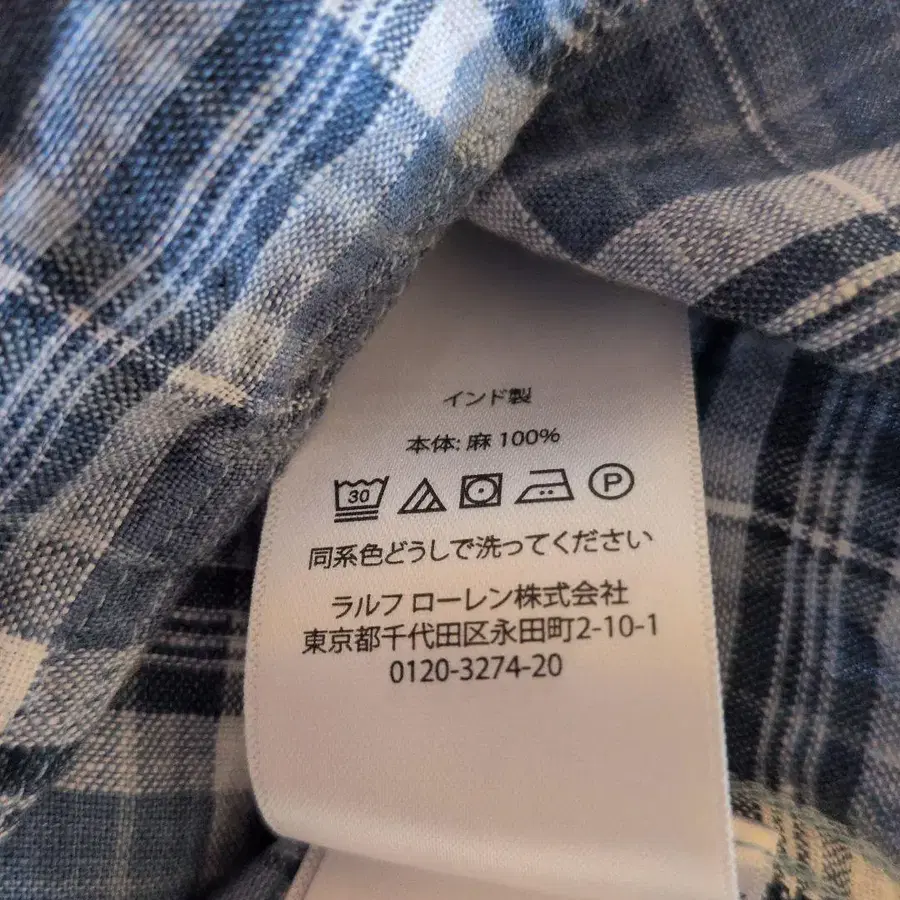 インド製
本体: 麻 100%
30 P
同系色どうしで洗ってください
ラルフ ローレン株式会社
東京都千代田区永田町2-10-1
0120-3274-20